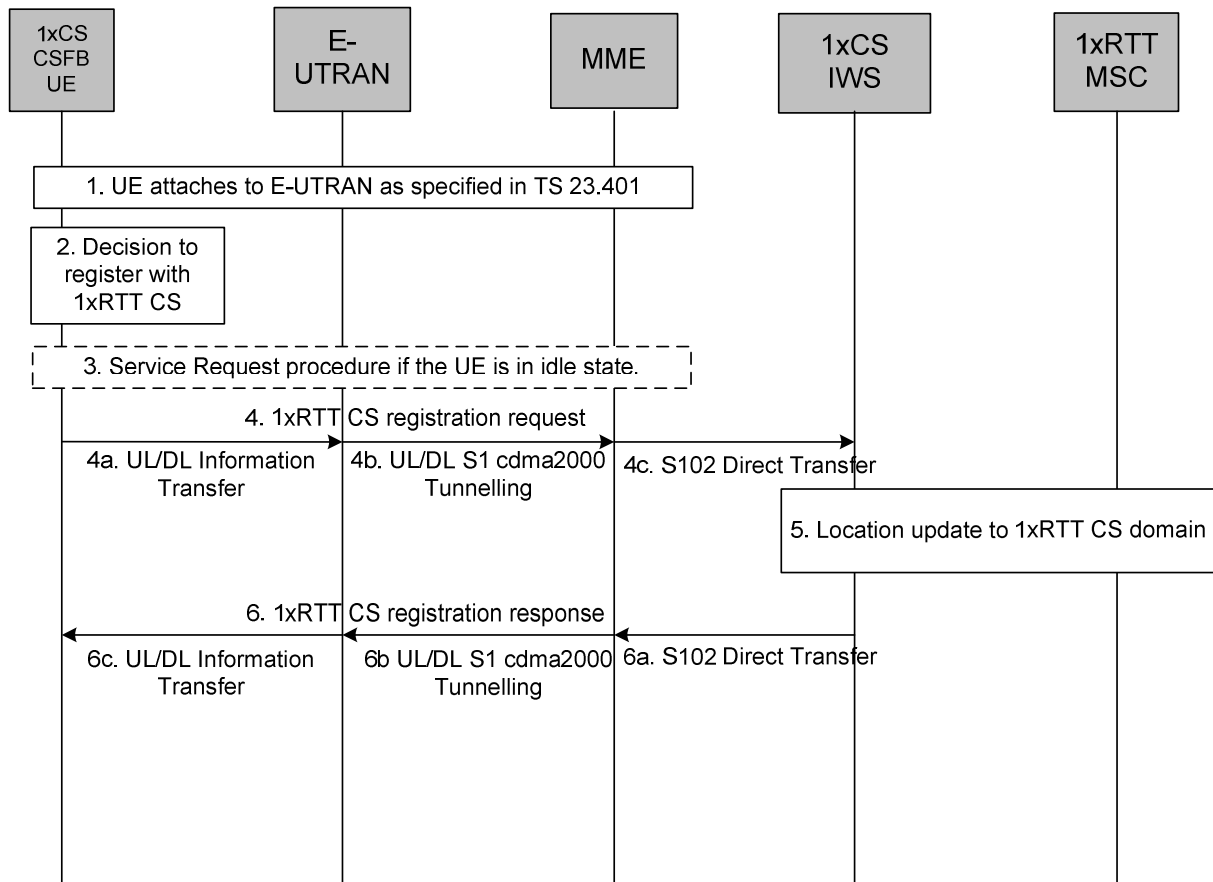 1xCS
CSFB
UE
E-
UTRAN
MME
1xCS
IWS
1xRTT
MSC
1. UE attaches to E-UTRAN as specified in TS 23.401
2. Decision to
register with
1xRTT CS
3. Service Request procedure if the UE is in idle state.
4. 1xRTT CS registration request
4a. UL/DL Information
Transfer
4b. UL/DL S1 cdma2000
Tunnelling
4c. S102 Direct Transfer
5. Location update to 1xRTT CS domain
6. 1xRTT CS registration response
6c. UL/DL Information
Transfer
6b UL/DL S1 cdma2000
Tunnelling
6a. S102 Direct Transfer